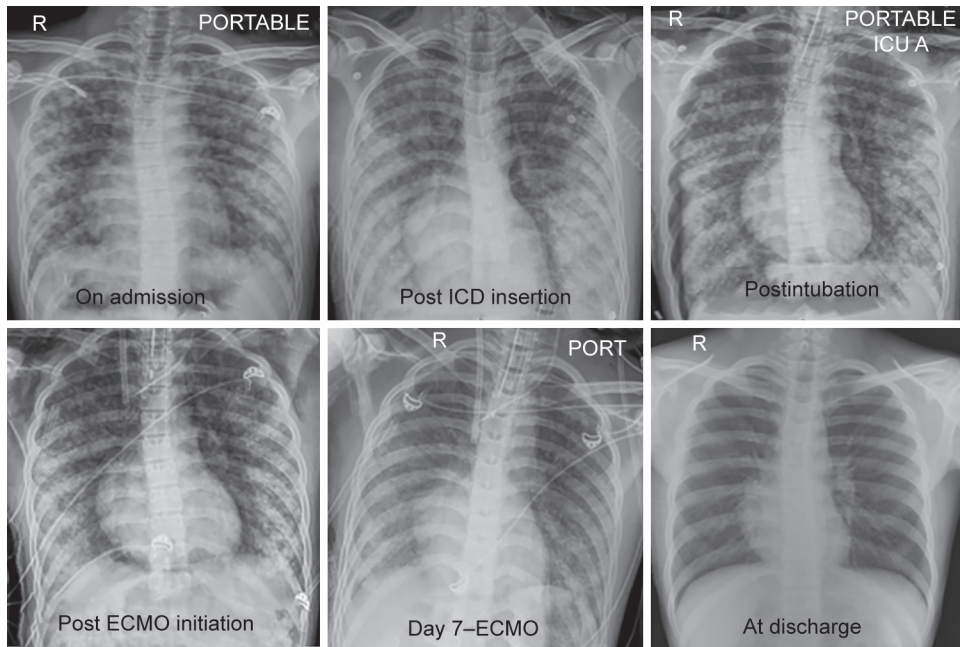 R
PORTABLE
On admission
Post ICD insertion
R
PORTABLE
ICU A
Postintubation
Post ECMO initiation
R
PORT
Day 7–ECMO
R
At discharge